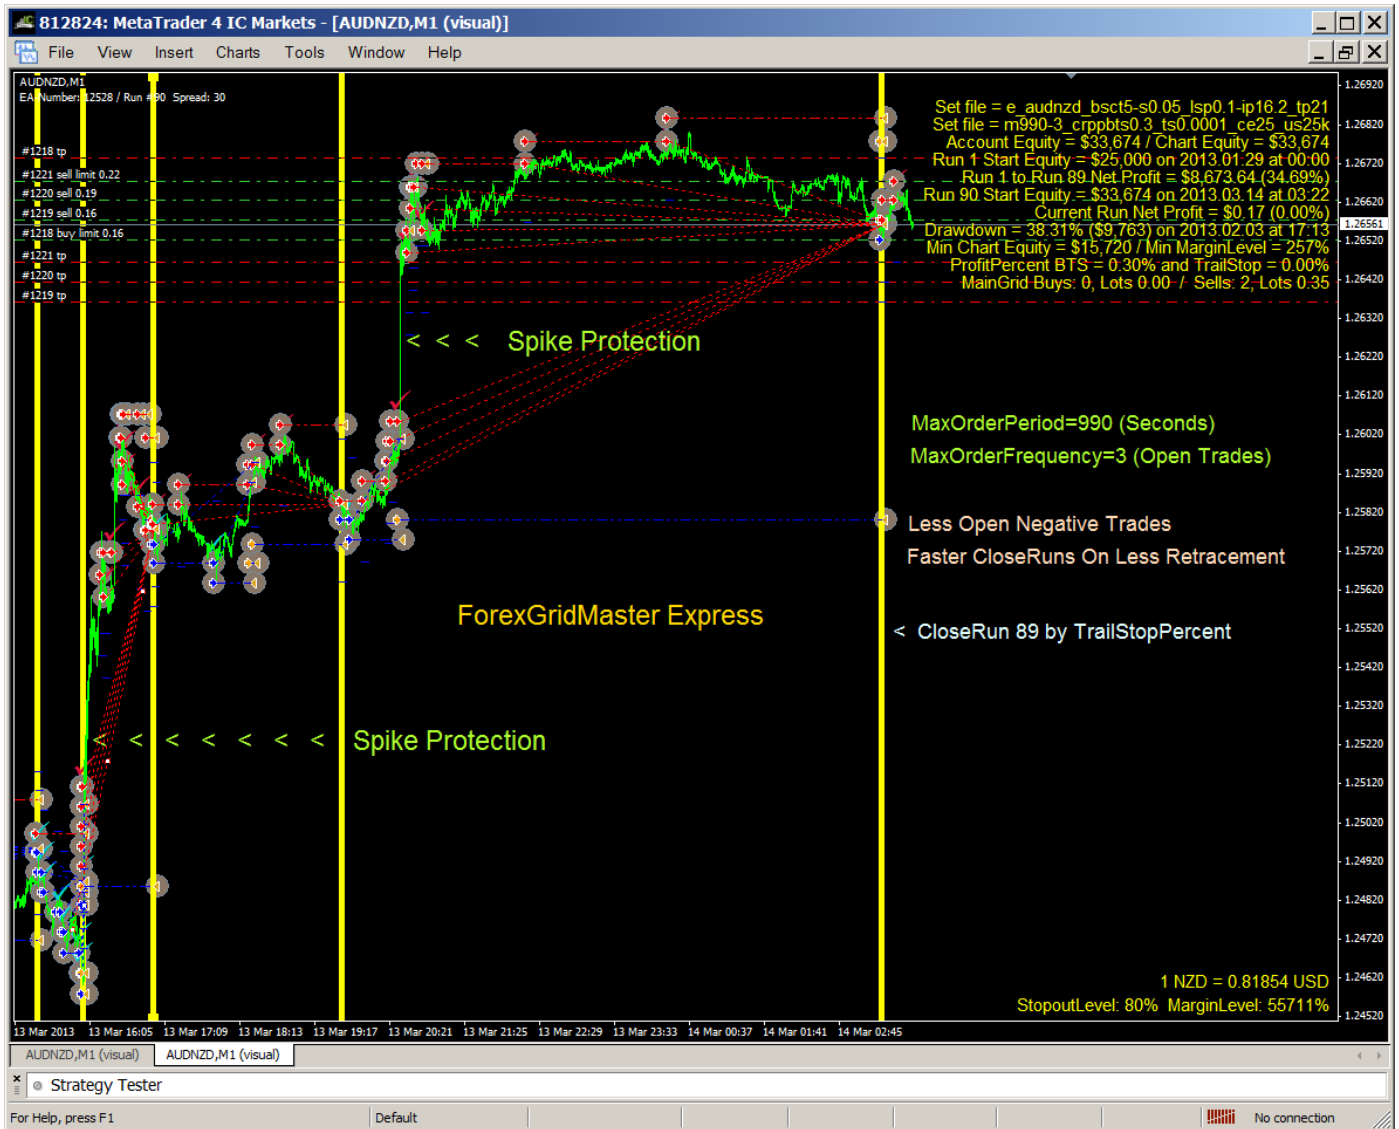 812824: MetaTrader 4 IC Markets - [AUDNZD,M1 (visual)]
File View Insert Charts Tools Window Help
AUDNZD,M1
EA Number: 12528 / Run #90 Spread: 30
Set file = e_audnzd_bsct5-s0.05_lsp0.1-ip16.2_tp21
Set file = m990-3_crppbts0.3_ts0.0001_ce25_us25k
Account Equity = $33,674 / Chart Equity = $33,674
Run 1 Start Equity = $25,000 on 2013.01.29 at 00:00
Run 1 to Run 89 Net Profit = $8,673.64 (34.69%)
Run 90 Start Equity = $33,674 on 2013.03.14 at 03:22
Current Run Net Profit = $0.17 (0.00%)
Drawdown = 38.31% ($9,763) on 2013.02.03 at 17:13
Min Chart Equity = $15,720 / Min MarginLevel = 257%
ProfitPercent BTS = 0.30% and TrailStop = 0.00%
MainGrid Buys: 0, Lots 0.00 / Sells: 2, Lots 0.35
#1218 tp
#1221 sell limit 0.22
#1220 sell 0.19
#1219 sell 0.16
#1218 buy limit 0.16
#1221 tp
#1220 tp
#1219 tp
< < < Spike Protection
MaxOrderPeriod=990 (Seconds)
MaxOrderFrequency=3 (Open Trades)
Less Open Negative Trades
Faster CloseRuns On Less Retracement
ForexGridMaster Express
< CloseRun 89 by TrailStopPercent
< < < < < < < Spike Protection
1 NZD = 0.81854 USD
StopoutLevel: 80% MarginLevel: 55711%
1.26920
1.26820
1.26720
1.26620
1.26561
1.26520
1.26420
1.26320
1.26220
1.26120
1.26020
1.25920
1.25820
1.25720
1.25620
1.25520
1.25420
1.25320
1.25220
1.25120
1.25020
1.24920
1.24820
1.24720
1.24620
1.24520
13 Mar 2013 13 Mar 16:05 13 Mar 17:09 13 Mar 18:13 13 Mar 19:17 13 Mar 20:21 13 Mar 21:25 13 Mar 22:29 13 Mar 23:33 14 Mar 00:37 14 Mar 01:41 14 Mar 02:45
AUDNZD,M1 (visual) AUDNZD,M1 (visual)
Strategy Tester
For Help, press F1 Default No connection